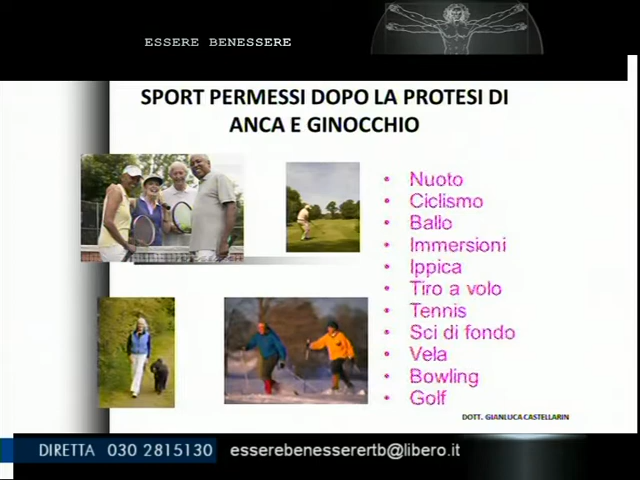 ESSERE BENESSERE
SPORT PERMESSI DOPO LA PROTESI DI
ANCA E GINOCCHIO
• Nuoto
• Ciclismo
• Ballo
• Immersioni
• Ippica
• Tiro a volo
• Tennis
• Sci di fondo
• Vela
• Bowling
• Golf
DOTT. GIANLUCA CASTELLARIN
DIRETTA 030 2815130 esserebenesserertb@libero.it